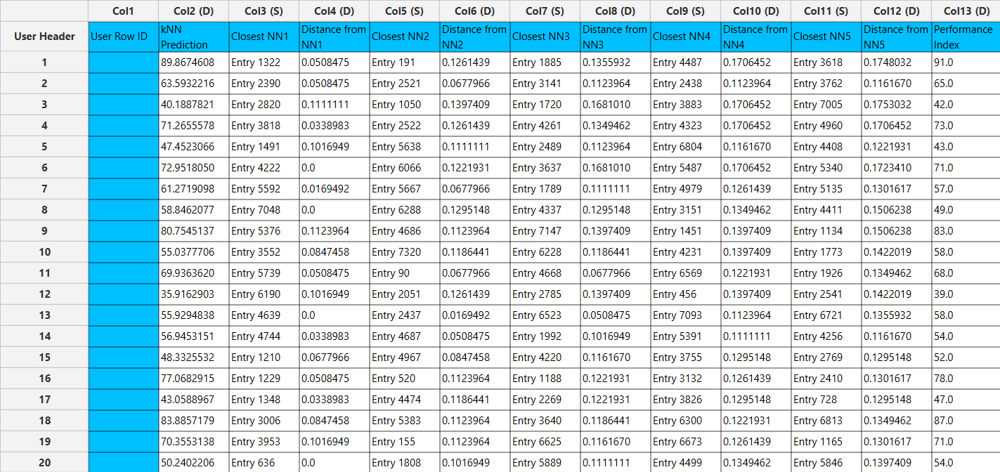 Col1 Col2 (D) Col3 (S) Col4 (D) Col5 (S) Col6 (D) Col7 (S) Col8 (D) Col9 (S) Col10 (D) Col11 (S) Col12 (D) Col13 (D)
User Header User Row ID kNN Prediction Closest NN1 Distance from NN1 Closest NN2 Distance from NN2 Closest NN3 Distance from NN3 Closest NN4 Distance from NN4 Closest NN5 Distance from NN5 Performance Index
1 89.8674608 Entry 1322 0.0508475 Entry 191 0.1261439 Entry 1885 0.1355932 Entry 4487 0.1706452 Entry 3618 0.1748032 91.0
2 63.5932216 Entry 2390 0.0508475 Entry 2521 0.0677966 Entry 3141 0.1123964 Entry 2438 0.1123964 Entry 3762 0.1161670 65.0
3 40.1887821 Entry 2820 0.1111111 Entry 1050 0.1397409 Entry 1720 0.1681010 Entry 3883 0.1706452 Entry 7005 0.1753032 42.0
4 71.2655578 Entry 3818 0.0338983 Entry 2522 0.1261439 Entry 4261 0.1349462 Entry 4323 0.1706452 Entry 4960 0.1706452 73.0
5 47.4523066 Entry 1491 0.1016949 Entry 5638 0.1111111 Entry 2489 0.1123964 Entry 6804 0.1161670 Entry 4408 0.1221931 43.0
6 72.9518050 Entry 4222 0.0 Entry 6066 0.1221931 Entry 3637 0.1681010 Entry 5487 0.1706452 Entry 5340 0.1723410 71.0
7 61.2719098 Entry 5592 0.0169492 Entry 5667 0.0677966 Entry 1789 0.1111111 Entry 4979 0.1261439 Entry 5135 0.1301617 57.0
8 58.8462077 Entry 7048 0.0 Entry 6288 0.1295148 Entry 4337 0.1295148 Entry 3151 0.1349462 Entry 4411 0.1506238 49.0
9 80.7545137 Entry 5376 0.1123964 Entry 4686 0.1123964 Entry 7147 0.1397409 Entry 1451 0.1397409 Entry 1134 0.1506238 83.0
10 55.0377706 Entry 3552 0.0847458 Entry 7320 0.1186441 Entry 6228 0.1186441 Entry 4231 0.1397409 Entry 1773 0.1422019 58.0
11 69.9363620 Entry 5739 0.0508475 Entry 90 0.0677966 Entry 4668 0.0677966 Entry 6569 0.1221931 Entry 1926 0.1349462 68.0
12 35.9162903 Entry 6190 0.1016949 Entry 2051 0.1261439 Entry 2785 0.1397409 Entry 456 0.1397409 Entry 2541 0.1422019 39.0
13 55.9294838 Entry 4639 0.0 Entry 2437 0.0169492 Entry 6523 0.0508475 Entry 7093 0.1123964 Entry 6721 0.1355932 58.0
14 56.9453151 Entry 4744 0.0338983 Entry 4687 0.0508475 Entry 1992 0.1016949 Entry 5391 0.1111111 Entry 4256 0.1161670 54.0
15 48.3325532 Entry 1210 0.0677966 Entry 4967 0.0847458 Entry 4220 0.1161670 Entry 3755 0.1295148 Entry 2769 0.1295148 52.0
16 77.0682915 Entry 1229 0.0508475 Entry 520 0.1123964 Entry 1188 0.1221931 Entry 3132 0.1261439 Entry 2410 0.1301617 78.0
17 43.0588967 Entry 1348 0.0338983 Entry 4474 0.1186441 Entry 2269 0.1221931 Entry 3826 0.1295148 Entry 728 0.1295148 47.0
18 83.8857179 Entry 3006 0.0847458 Entry 5383 0.1123964 Entry 3640 0.1186441 Entry 6300 0.1221931 Entry 6813 0.1349462 87.0
19 70.3553138 Entry 3953 0.1016949 Entry 155 0.1123964 Entry 6625 0.1161670 Entry 6673 0.1261439 Entry 1165 0.1301617 71.0
20 50.2402206 Entry 636 0.0 Entry 1808 0.1016949 Entry 5889 0.1111111 Entry 4499 0.1349462 Entry 5846 0.1397409 54.0